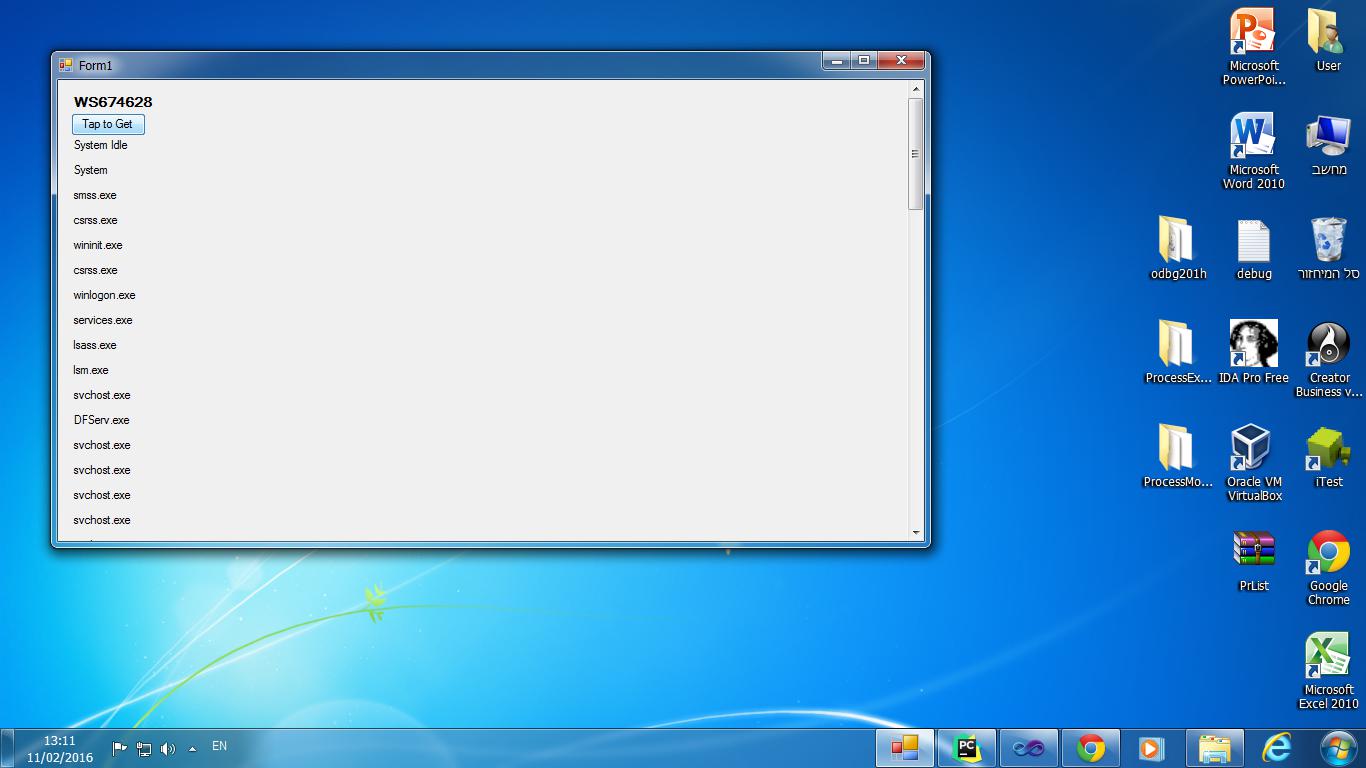 Form1
WS674628
Tap to Get
System Idle
System
smss.exe
csrss.exe
wininit.exe
csrss.exe
winlogon.exe
services.exe
lsass.exe
lsm.exe
svchost.exe
DFServ.exe
svchost.exe
svchost.exe
svchost.exe
svchost.exe
User
Microsoft
PowerPoi...
מחשב
Microsoft
Word 2010
סל המיחזור
debug
odbg201h
Creator
Business v...
IDA Pro Free
ProcessEx...
iTest
Oracle VM
VirtualBox
ProcessMo...
Google
Chrome
PrList
Microsoft
Excel 2010
13:11
11/02/2016
EN
PC